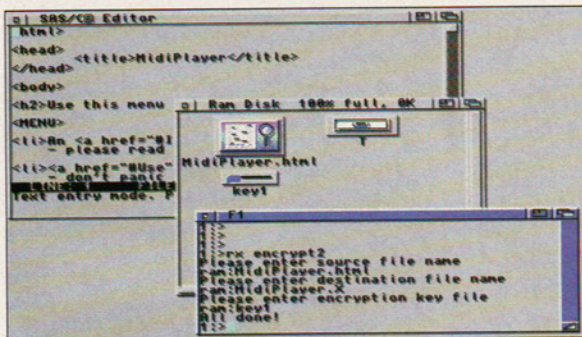 SAS/C® Editor
html>
<head>
<title>MidiPlayer</title>
</head>
<body>
<h2>Use this menu
<MENU>
<li>An <a href="#I
- please read
<li><a href="#Use"
- don't panic
Text entry mode. P
Ram Disk 100% full, 0K
MidiPlayer.html
key1
F1
1:>
1:>
1:>
1:>rx encrypt2
Please enter source file name
ram:MidiPlayer.html
Please enter destination file name
ram:MidiPlayer.X
Please enter encryption key file
ram:key1
All done!
1:>